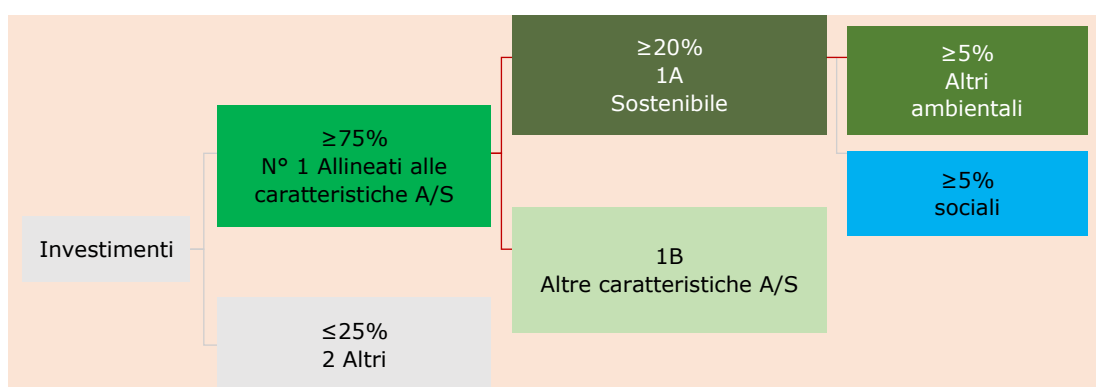 Investimenti
≥75%
N° 1 Allineati alle
caratteristiche A/S
≤25%
2 Altri
≥20%
1A
Sostenibile
1B
Altre caratteristiche A/S
≥5%
Altri
ambientali
≥5%
sociali